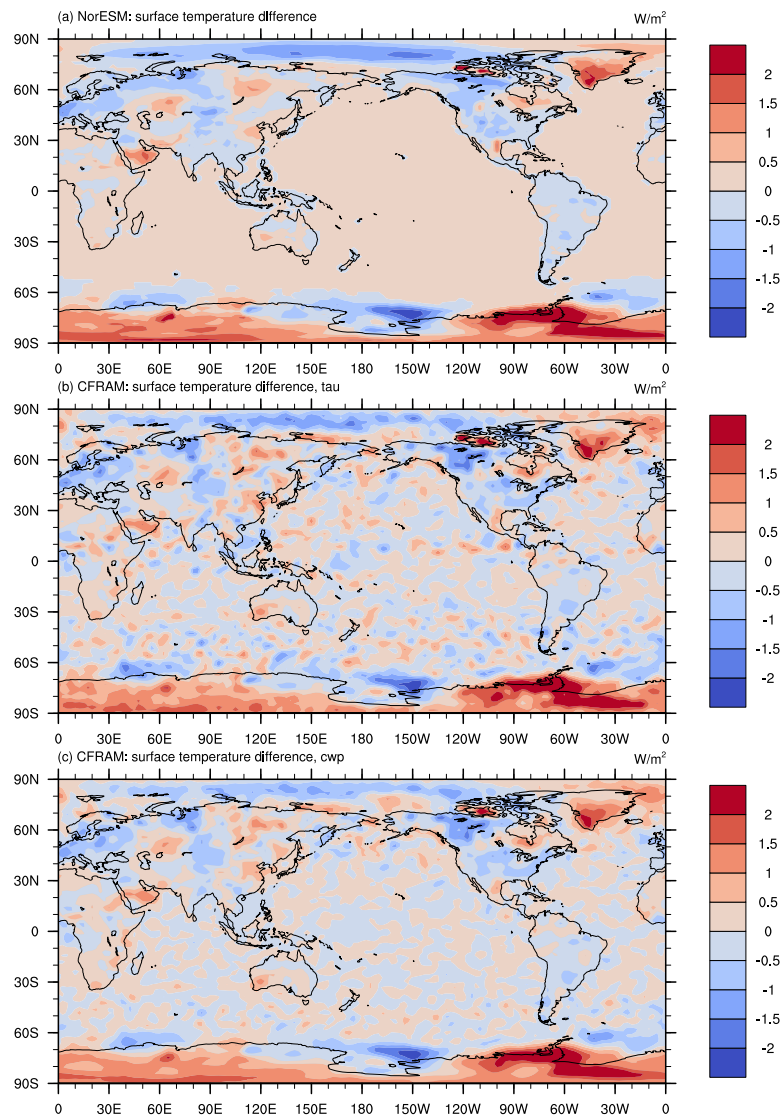 (a) NorESM: surface temperature difference W/m²
90N
60N
30N
0
30S
60S
90S
0 30E 60E 90E 120E 150E 180 150W 120W 90W 60W 30W 0
2
1.5
1
0.5
0
-0.5
-1
-1.5
-2
(b) CFRAM: surface temperature difference, tau W/m²
90N
60N
30N
0
30S
60S
90S
0 30E 60E 90E 120E 150E 180 150W 120W 90W 60W 30W 0
2
1.5
1
0.5
0
-0.5
-1
-1.5
-2
(c) CFRAM: surface temperature difference, cwp W/m²
90N
60N
30N
0
30S
60S
90S
0 30E 60E 90E 120E 150E 180 150W 120W 90W 60W 30W 0
2
1.5
1
0.5
0
-0.5
-1
-1.5
-2